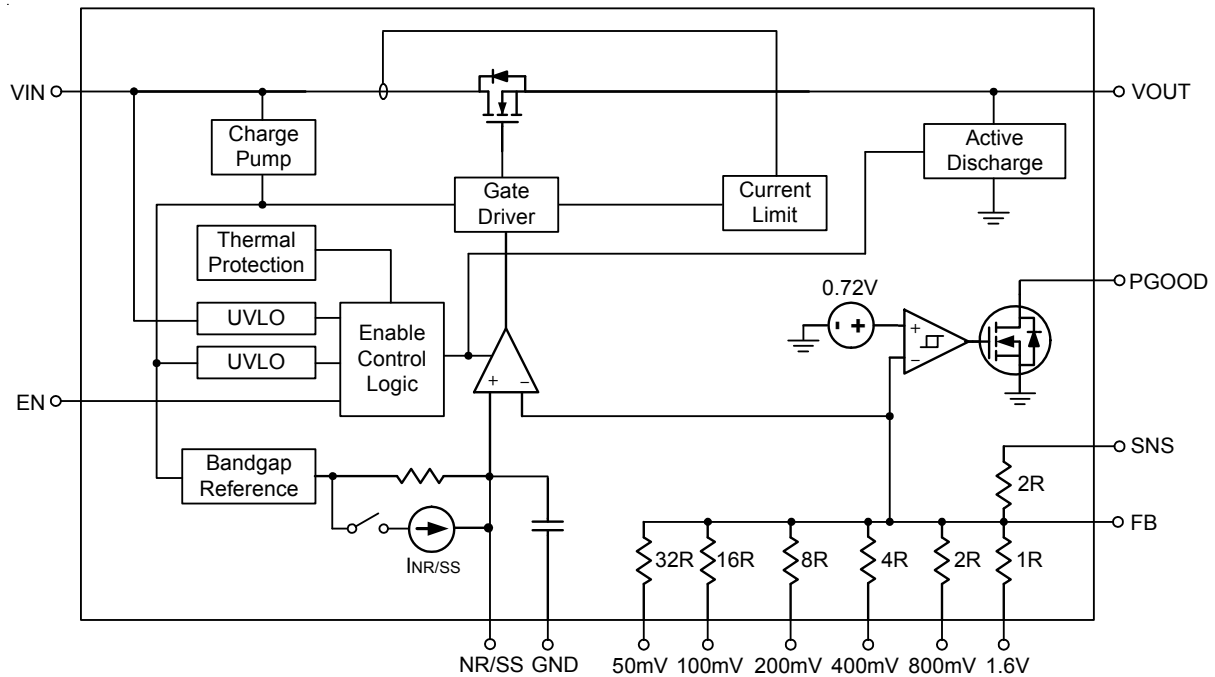 VIN
VOUT
Charge
Pump
Active
Discharge
Gate
Driver
Current
Limit
Thermal
Protection
0.72V
PGOOD
- +
UVLO
Enable
Control
Logic
+
−
UVLO
+ −
EN
SNS
Bandgap
Reference
2R
FB
INR/SS
32R 16R 8R 4R 2R 1R
NR/SS GND 50mV 100mV 200mV 400mV 800mV 1.6V